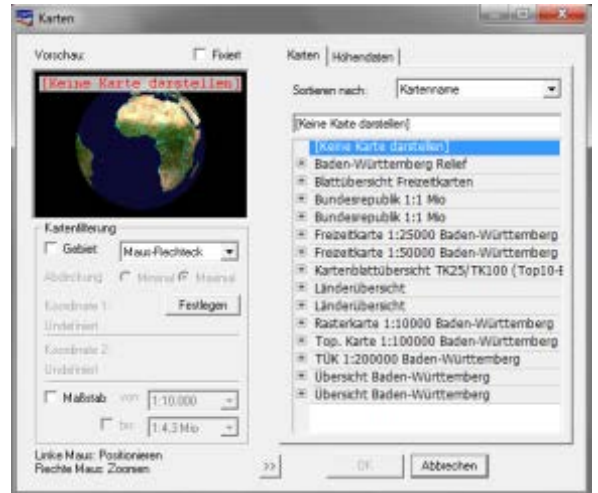 Karten
Vorschau:
Fixiert
[Keine Karte darstellen]
Kartenfilterung
Gebiet:
Maus-Rechteck
Abdeckung:
Minimal
Maximal
Koordinate 1:
Festlegen
Undefiniert
Koordinate 2:
Undefiniert
Maßstab
von
1:10.000
bis
1:4.3 Mio
Linke Maus: Positionieren
Rechte Maus: Zoomen
>>
Karten
Höhendaten
Sortieren nach:
Kartenname
[Keine Karte darstellen]
[Keine Karte darstellen]
Baden-Württemberg Relief
Blattübersicht Freizeitkarten
Bundesrepublik 1:1 Mio
Bundesrepublik 1:1 Mio
Freizeitkarte 1:25000 Baden-Württemberg
Freizeitkarte 1:50000 Baden-Württemberg
Kartenblattübersicht TK25/TK100 (Top10-E
Länderübersicht
Länderübersicht
Rasterkarte 1:10000 Baden-Württemberg
Top. Karte 1:100000 Baden-Württemberg
TÜK 1:200000 Baden-Württemberg
Übersicht Baden-Württemberg
Übersicht Baden-Württemberg
OK
Abbrechen